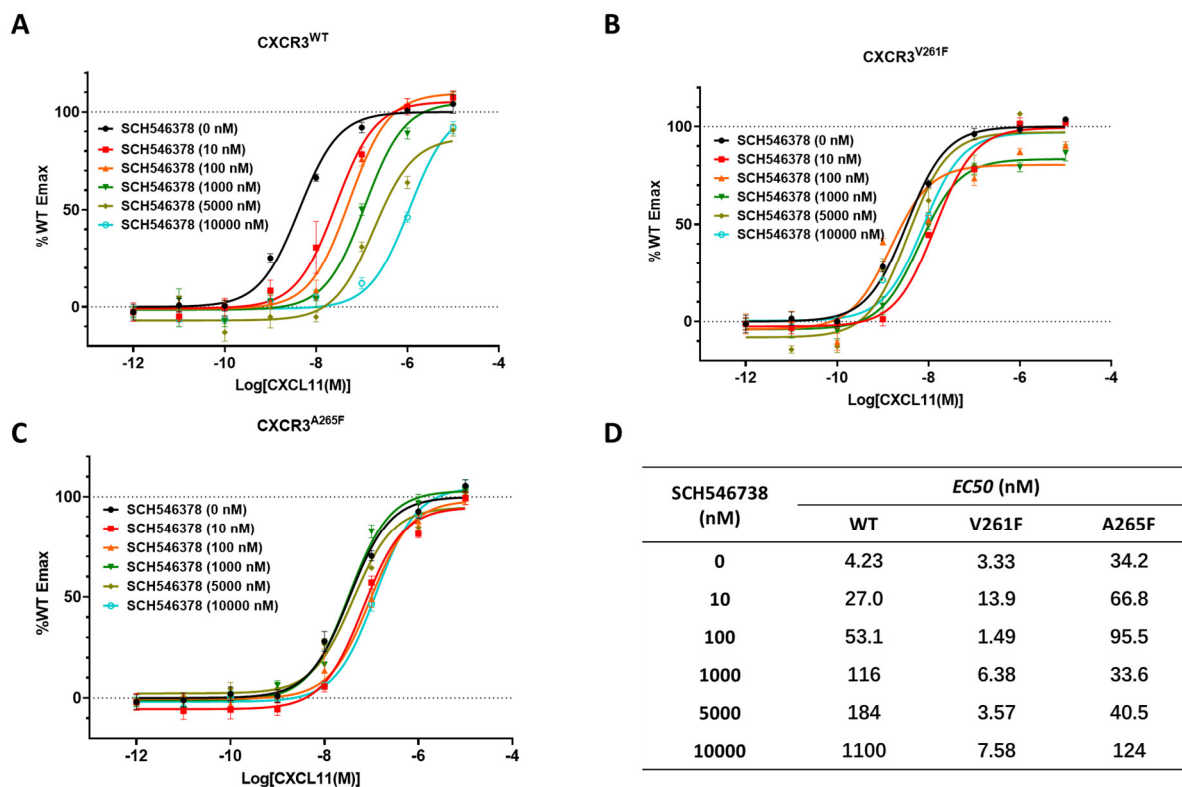 A
CXCR3WT
%WT Emax
100
50
0
SCH546378 (0 nM)
SCH546378 (10 nM)
SCH546378 (100 nM)
SCH546378 (1000 nM)
SCH546378 (5000 nM)
SCH546378 (10000 nM)
-12 -10 -8 -6 -4
Log[CXCL11(M)]
B
CXCR3V261F
%WT Emax
100
50
0
SCH546378 (0 nM)
SCH546378 (10 nM)
SCH546378 (100 nM)
SCH546378 (1000 nM)
SCH546378 (5000 nM)
SCH546378 (10000 nM)
-12 -10 -8 -6 -4
Log[CXCL11(M)]
C
CXCR3A265F
%WT Emax
100
50
0
SCH546378 (0 nM)
SCH546378 (10 nM)
SCH546378 (100 nM)
SCH546378 (1000 nM)
SCH546378 (5000 nM)
SCH546378 (10000 nM)
-12 -10 -8 -6 -4
Log[CXCL11(M)]
D
SCH546738 (nM) EC50 (nM)
WT V261F A265F
0 4.23 3.33 34.2
10 27.0 13.9 66.8
100 53.1 1.49 95.5
1000 116 6.38 33.6
5000 184 3.57 40.5
10000 1100 7.58 124